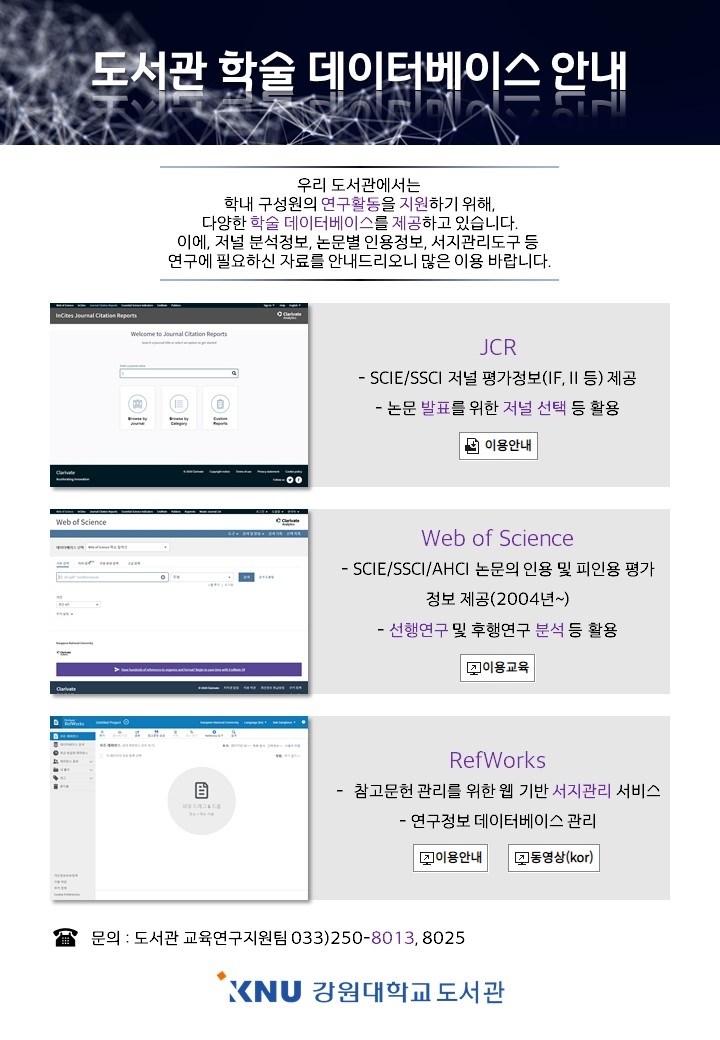 도서관 학술 데이터베이스 안내
우리 도서관에서는
학내 구성원의 연구활동을 지원하기 위해,
다양한 학술 데이터베이스를 제공하고 있습니다.
이에, 저널 분석정보, 논문별 인용정보, 서지관리도구 등
연구에 필요하신 자료를 안내드리오니 많은 이용 바랍니다.
InCites Journal Citation Reports
Clarivate
Analytics
Welcome to Journal Citation Reports
Browse by
Journal
Browse by
Category
Custom
Reports
Clarivate
Accelerating innovation
JCR
- SCIE/SSCI 저널 평가정보(IF, II 등) 제공
- 논문 발표를 위한 저널 선택 등 활용
이용안내
Web of Science
Clarivate
Analytics
Clarivate
Web of Science
- SCIE/SSCI/AHCI 논문의 인용 및 피인용 평가
정보 제공(2004년~)
- 선행연구 및 후행연구 분석 등 활용
이용교육
RefWorks
RefWorks
- 참고문헌 관리를 위한 웹 기반 서지관리 서비스
- 연구정보 데이터베이스 관리
이용안내
동영상(kor)
문의 : 도서관 교육연구지원팀 033)250-8013, 8025
KNU 강원대학교 도서관